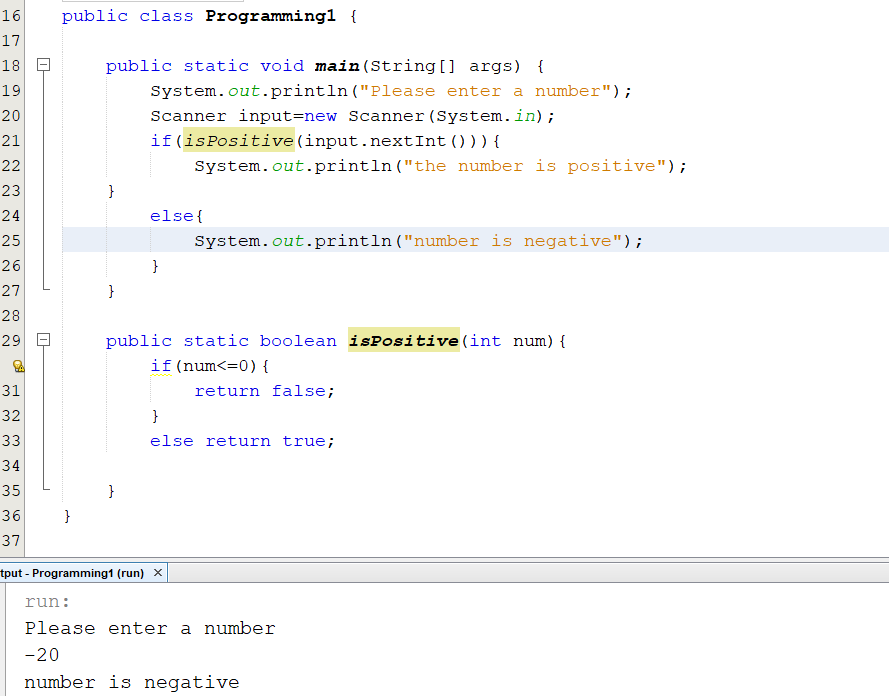 16 public class Programming1 {
17
18 public static void main(String[] args) {
19 System.out.println("Please enter a number");
20 Scanner input=new Scanner(System.in);
21 if(isPositive(input.nextInt())){
22 System.out.println("the number is positive");
23 }
24 else{
25 System.out.println("number is negative");
26 }
27 }
28
29 public static boolean isPositive(int num){
if(num<=0){
31 return false;
32 }
33 else return true;
34
35 }
36 }
37
tput - Programming1 (run) ×
run:
Please enter a number
-20
number is negative